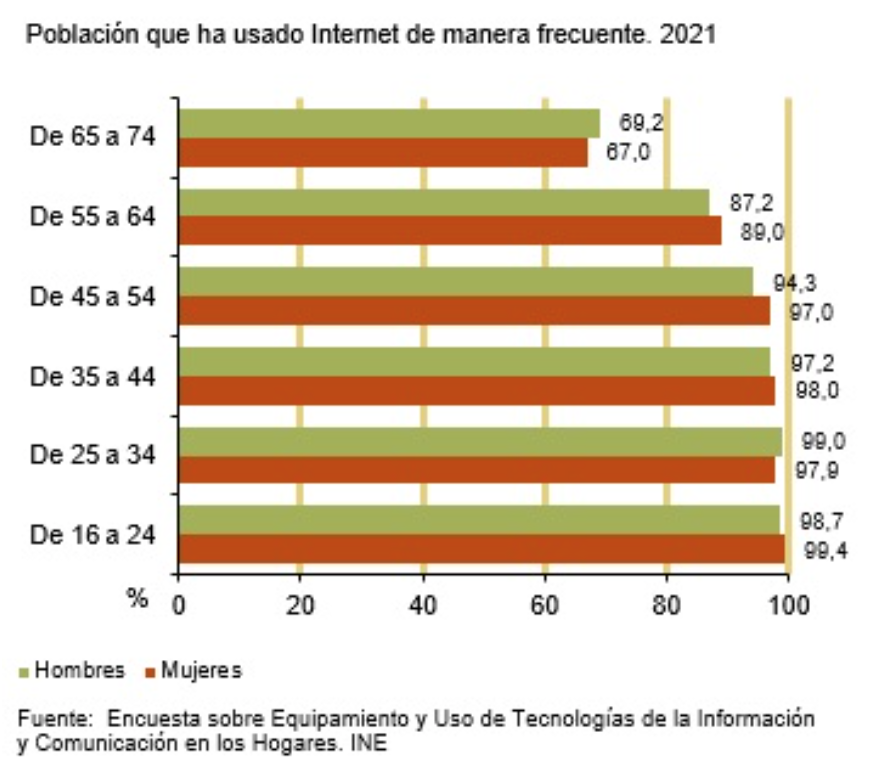 Población que ha usado Internet de manera frecuente. 2021
De 65 a 74
69,2
67,0
De 55 a 64
87,2
89,0
De 45 a 54
94,3
97,0
De 35 a 44
97,2
98,0
De 25 a 34
99,0
97,9
De 16 a 24
98,7
99,4
% 0 20 40 60 80 100
Hombres Mujeres
Fuente: Encuesta sobre Equipamiento y Uso de Tecnologías de la Información
y Comunicación en los Hogares. INE